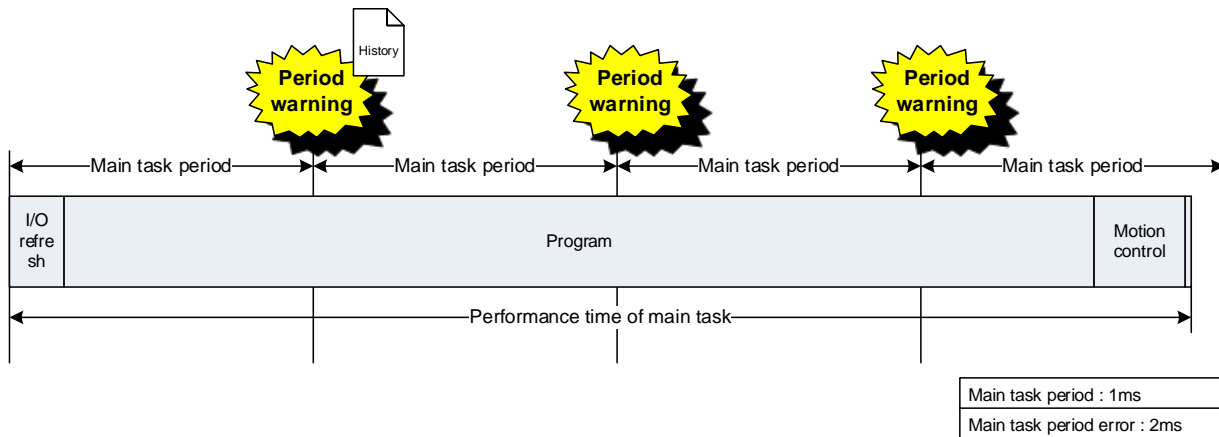 History
Period
warning
Period
warning
Period
warning
Main task period
Main task period
Main task period
Main task period
I/O
refre
sh
Program
Motion
control
Performance time of main task
Main task period : 1ms
Main task period error : 2ms